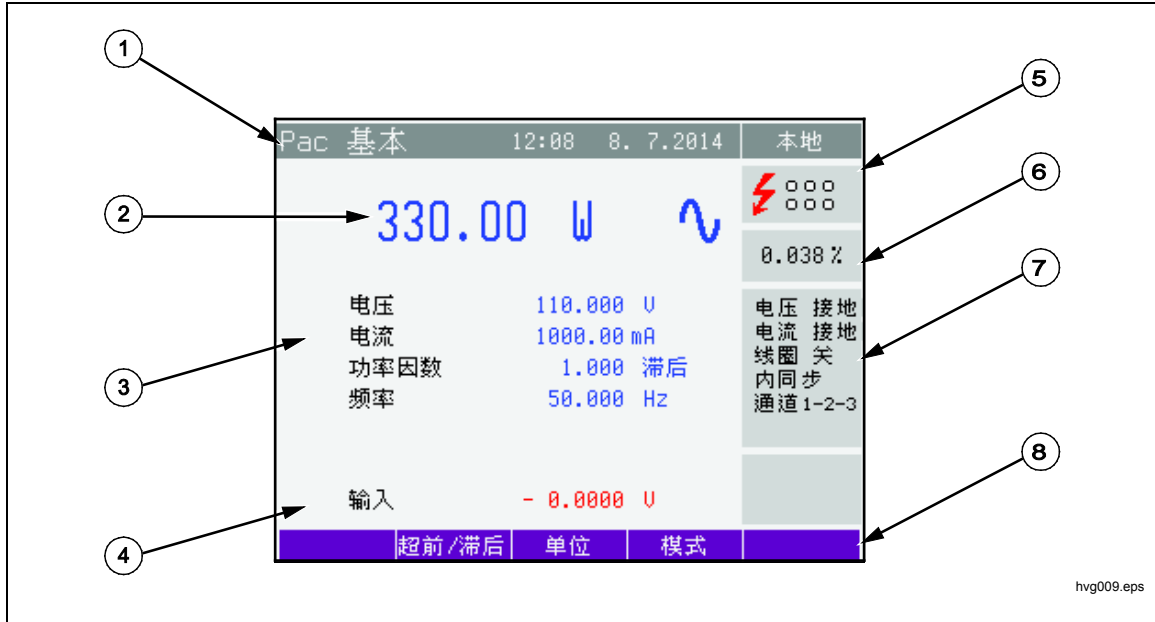 1
2
3
4
5
6
7
8
Pac 基本 12:08 8. 7.2014 本地
330.00 W
0.038%
电压 110.000 V
电流 1000.00 mA
功率因数 1.000 滞后
频率 50.000 Hz
电压 接地
电流 接地
线圈 关
内同步
通道1-2-3
输入 - 0.0000 V
超前/滞后 单位 模式
hvg009.eps